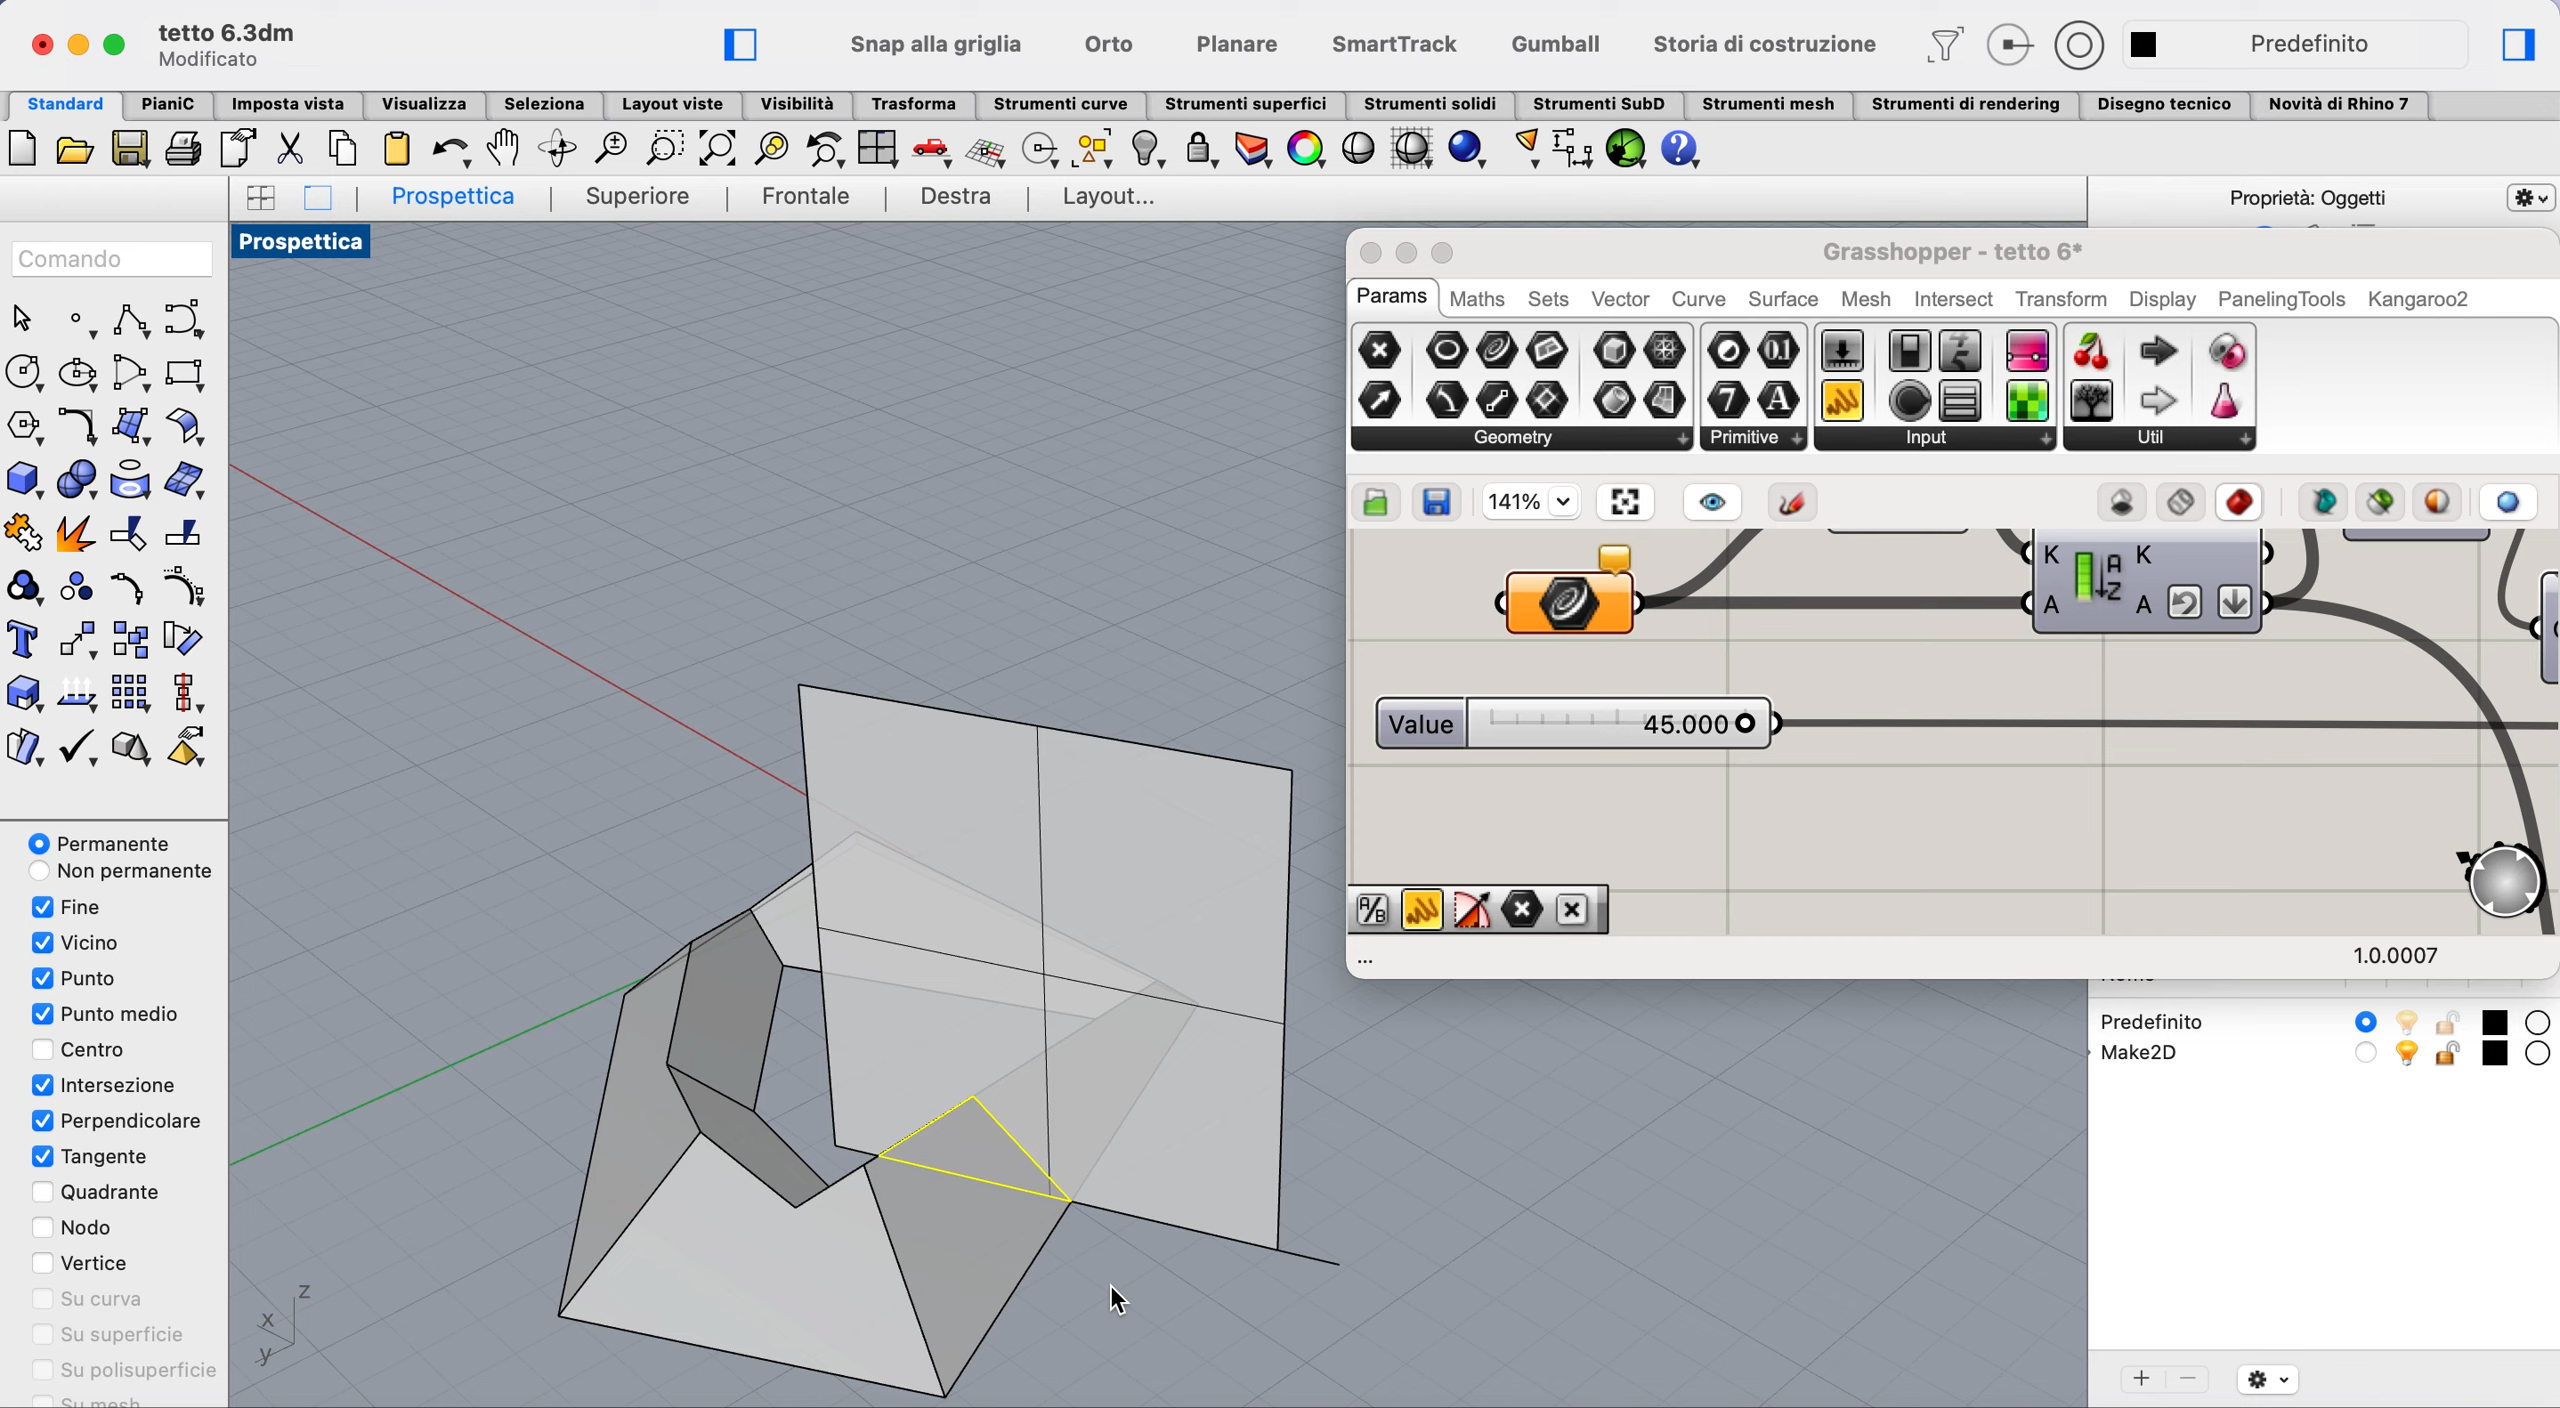 tetto 6.3dm
Modificato
Snap alla griglia Orto Planare SmartTrack Gumball Storia di costruzione Predefinito
Standard PianiC Imposta vista Visualizza Seleziona Layout viste Visibilità Trasforma Strumenti curve Strumenti superfici Strumenti solidi Strumenti SubD Strumenti mesh Strumenti di rendering Disegno tecnico Novità di Rhino 7
Prospettica | Superiore | Frontale | Destra | Layout...
Proprietà: Oggetti
Prospettica
Comando
Grasshopper - tetto 6*
Params Maths Sets Vector Curve Surface Mesh Intersect Transform Display PanelingTools Kangaroo2
Geometry Primitive Input Util
141%
K K
A A
Value 45.000
... 1.0.0007
Predefinito
Make2D
Permanente
Non permanente
Fine
Vicino
Punto
Punto medio
Centro
Intersezione
Perpendicolare
Tangente
Quadrante
Nodo
Vertice
Su curva
Su superficie
Su polisuperficie
Su mesh
z
x
y